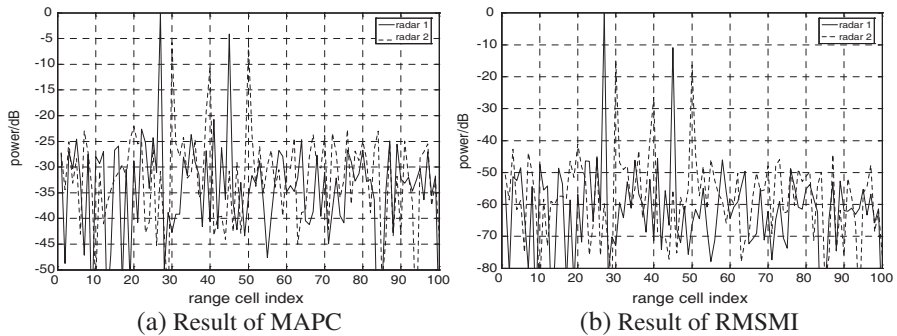 0
-5
-10
-15
-20
-25
-30
-35
-40
-45
-50
power/dB
radar 1
radar 2
0 10 20 30 40 50 60 70 80 90 100
range cell index
(a) Result of MAPC
0
-10
-20
-30
-40
-50
-60
-70
-80
power/dB
radar 1
radar 2
0 10 20 30 40 50 60 70 80 90 100
range cell index
(b) Result of RMSMI